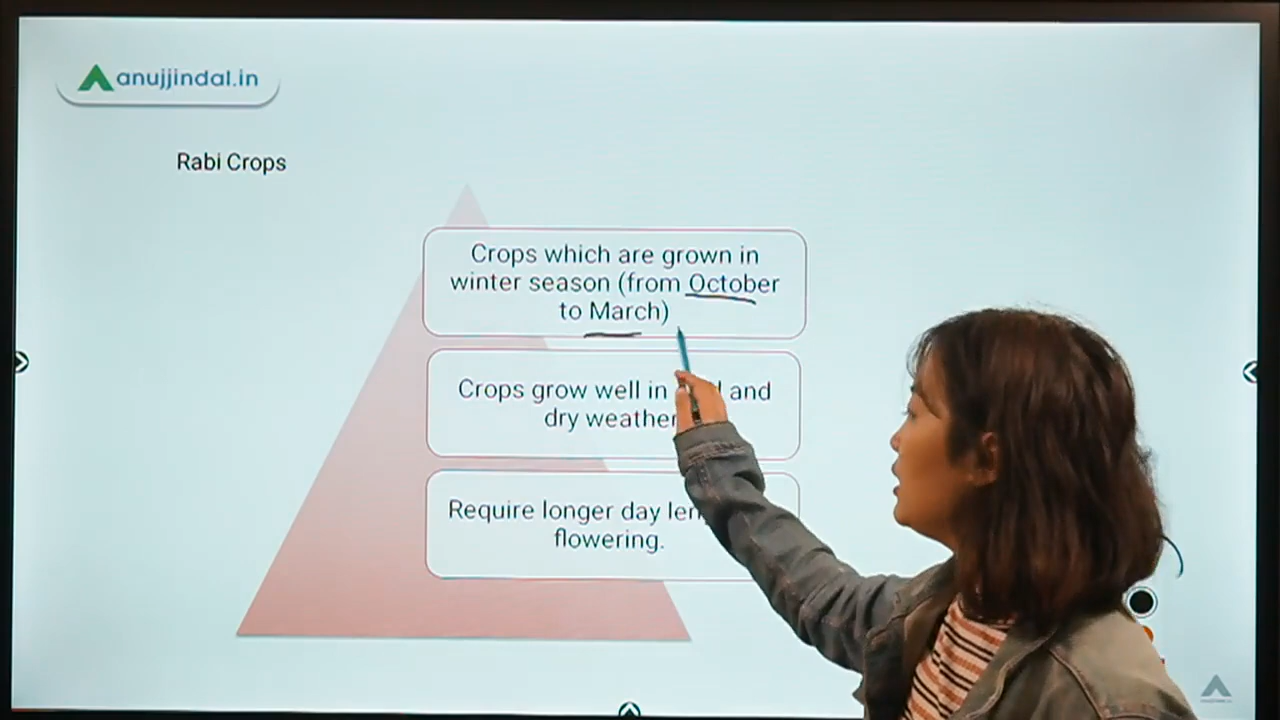 anujjindal.in
Rabi Crops
Crops which are grown in
winter season (from October
to March)
Crops grow well in and
dry weather
Require longer day
flowering.